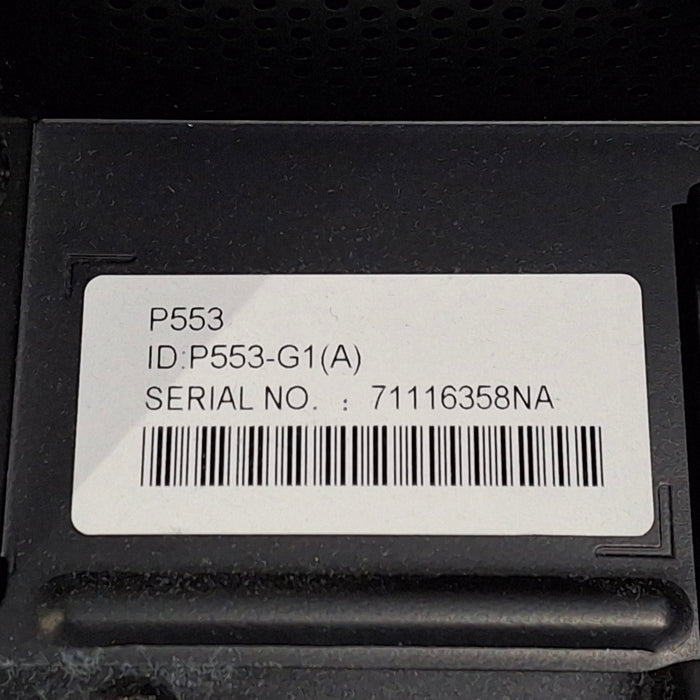 P553
ID:P553-G1(A)
SERIAL NO. : 71116358NA